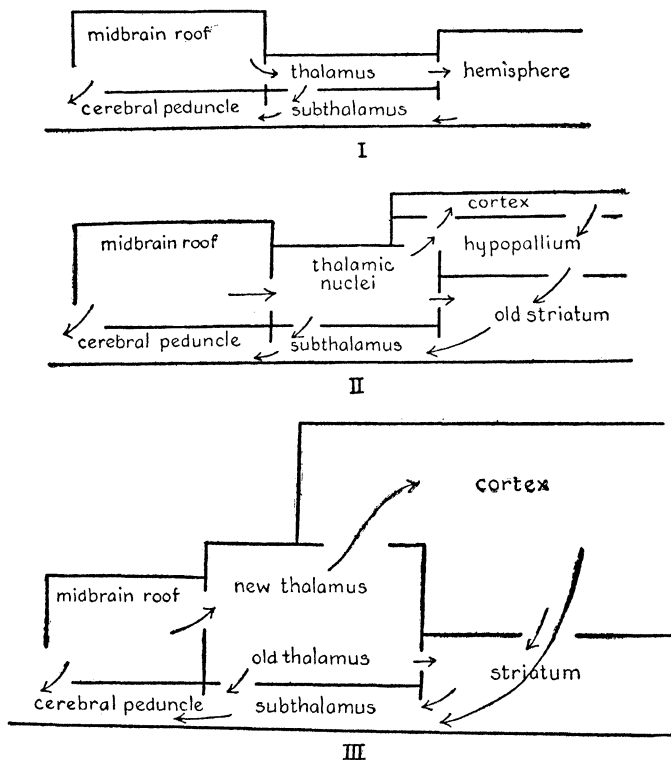 midbrain roof
thalamus
hemisphere
cerebral peduncle
subthalamus
I
cortex
midbrain roof
hypopallium
thalamic
nuclei
old striatum
cerebral peduncle
subthalamus
II
cortex
new thalamus
midbrain roof
old thalamus
striatum
cerebral peduncle
subthalamus
III